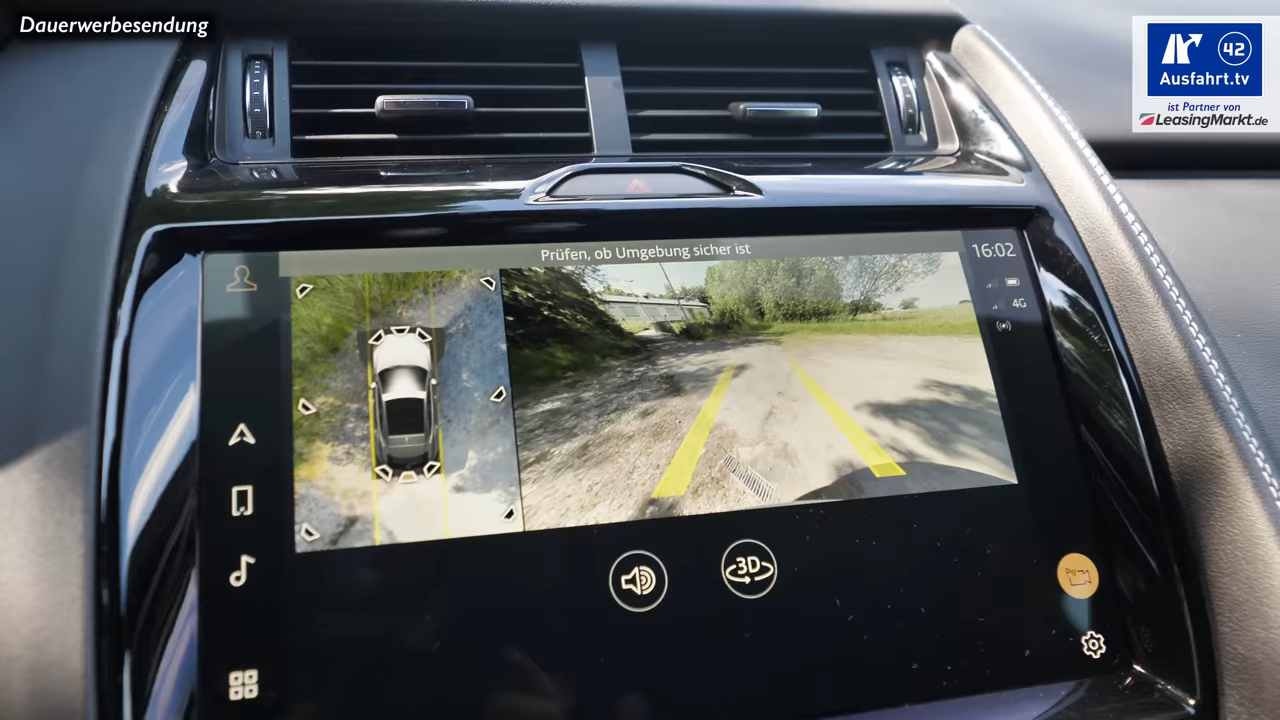 Dauerwerbesendung
42
Ausfahrt.tv
ist Partner von
LeasingMarkt.de
Prüfen, ob Umgebung sicher ist
16:02
4G
3D